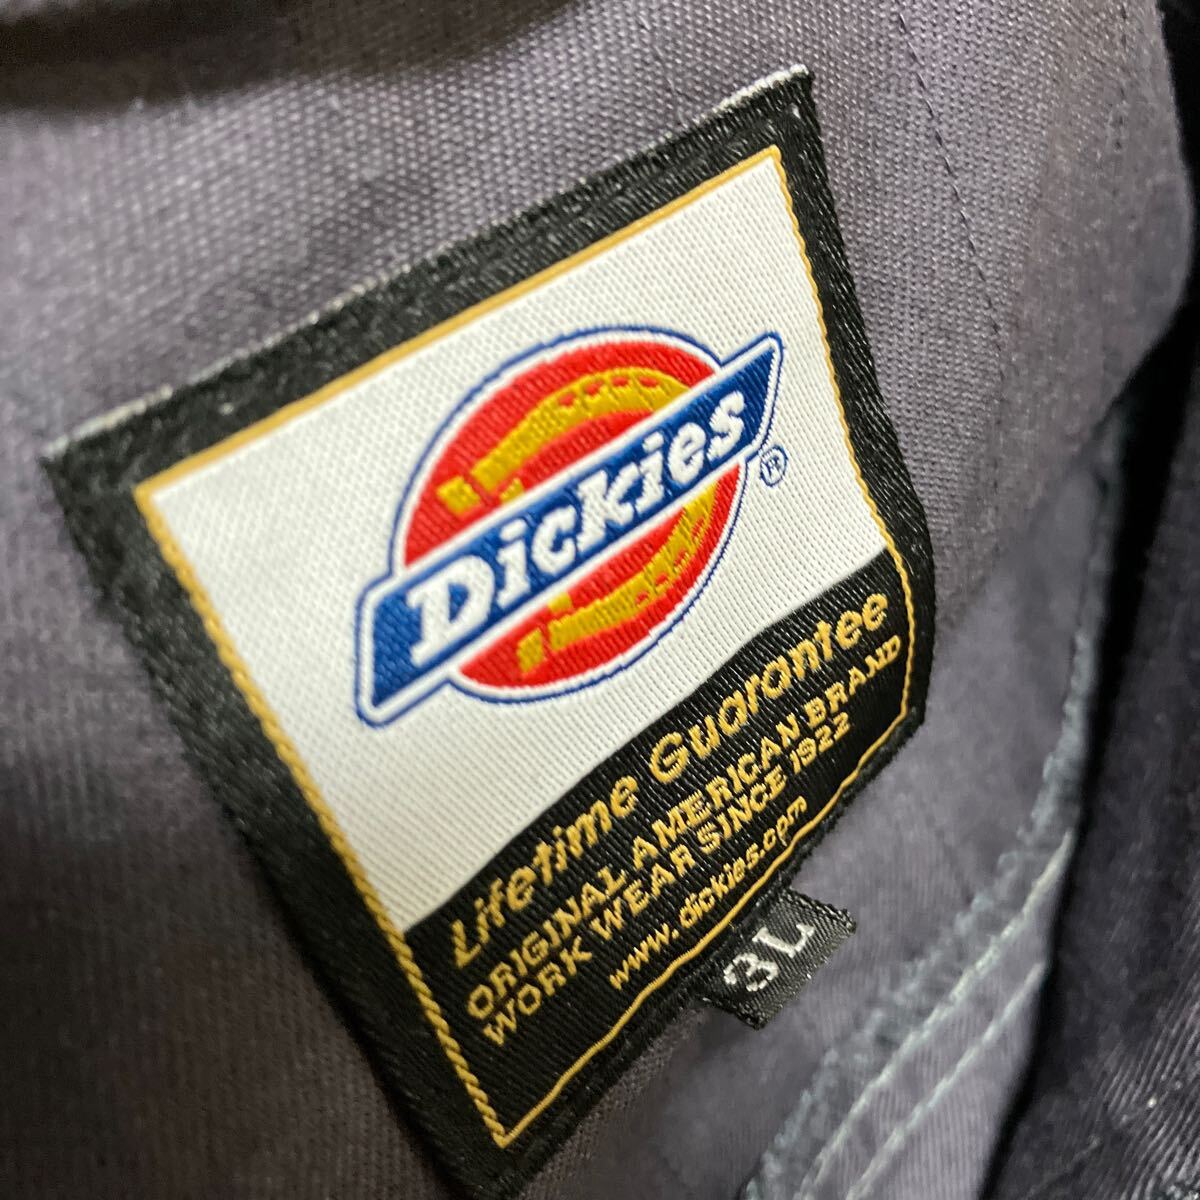 Dickies
®
Lifetime Guarantee
ORIGINAL AMERICAN BRAND
WORK WEAR SINCE 1922
www.dickies.com
3L